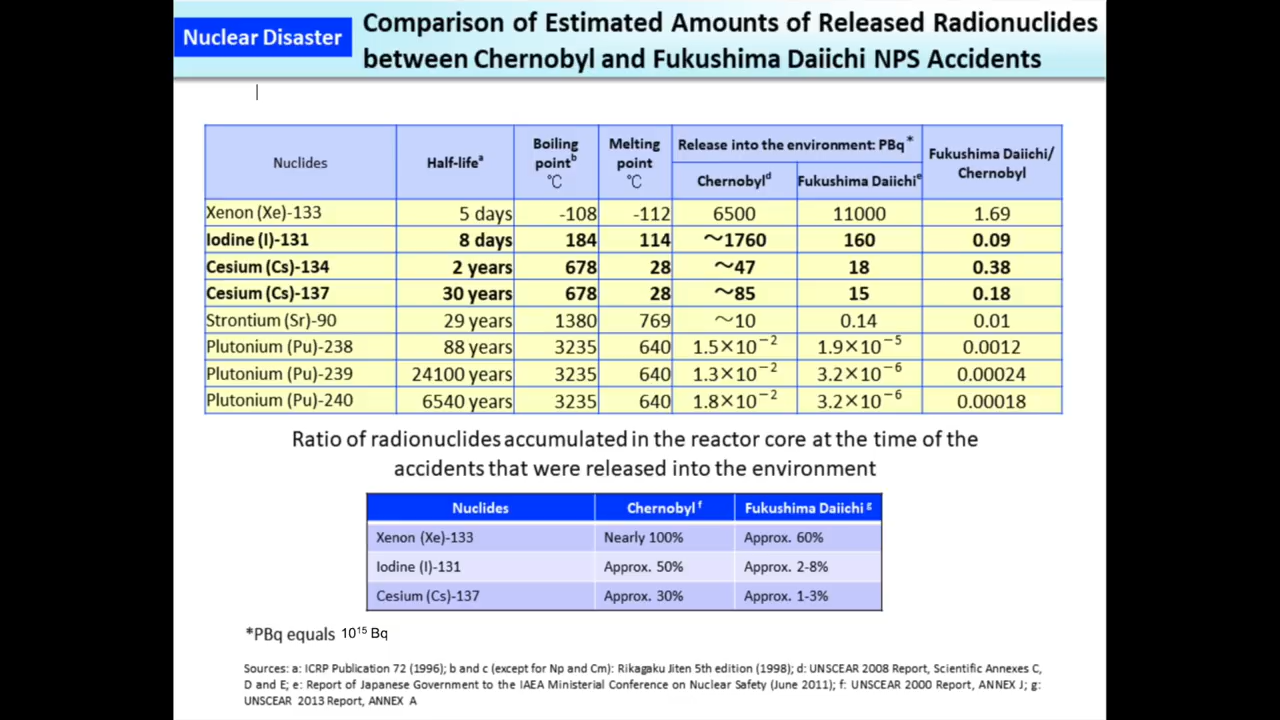 Nuclear Disaster
Comparison of Estimated Amounts of Released Radionuclides
between Chernobyl and Fukushima Daiichi NPS Accidents
Nuclides Half-lifeᵃ Boiling pointᵇ ℃ Melting point ℃ Release into the environment: PBq* Fukushima Daiichi/ Chernobyl
Chernobylᵈ Fukushima Daiichiᵉ
Xenon (Xe)-133 5 days -108 -112 6500 11000 1.69
Iodine (I)-131 8 days 184 114 ～1760 160 0.09
Cesium (Cs)-134 2 years 678 28 ～47 18 0.38
Cesium (Cs)-137 30 years 678 28 ～85 15 0.18
Strontium (Sr)-90 29 years 1380 769 ～10 0.14 0.01
Plutonium (Pu)-238 88 years 3235 640 1.5×10⁻² 1.9×10⁻⁵ 0.0012
Plutonium (Pu)-239 24100 years 3235 640 1.3×10⁻² 3.2×10⁻⁶ 0.00024
Plutonium (Pu)-240 6540 years 3235 640 1.8×10⁻² 3.2×10⁻⁶ 0.00018
Ratio of radionuclides accumulated in the reactor core at the time of the
accidents that were released into the environment
Nuclides Chernobyl ᶠ Fukushima Daiichi ᵍ
Xenon (Xe)-133 Nearly 100% Approx. 60%
Iodine (I)-131 Approx. 50% Approx. 2-8%
Cesium (Cs)-137 Approx. 30% Approx. 1-3%
*PBq equals 10¹⁵ Bq
Sources: a: ICRP Publication 72 (1996); b and c (except for Np and Cm): Rikagaku Jiten 5th edition (1998); d: UNSCEAR 2008 Report, Scientific Annexes C,
D and E; e: Report of Japanese Government to the IAEA Ministerial Conference on Nuclear Safety (June 2011); f: UNSCEAR 2000 Report, ANNEX J; g:
UNSCEAR 2013 Report, ANNEX A